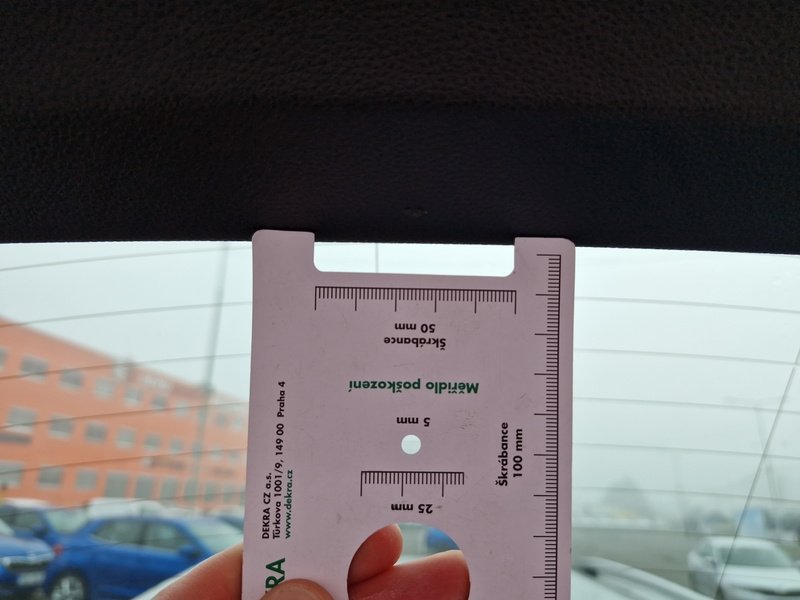 50 mm
Škrábance
Měřidlo poškození
5 mm
25 mm
Škrábance
100 mm
DEKRA CZ a.s.
Türkova 1001/9, 149 00 Praha 4
www.dekra.cz
RA